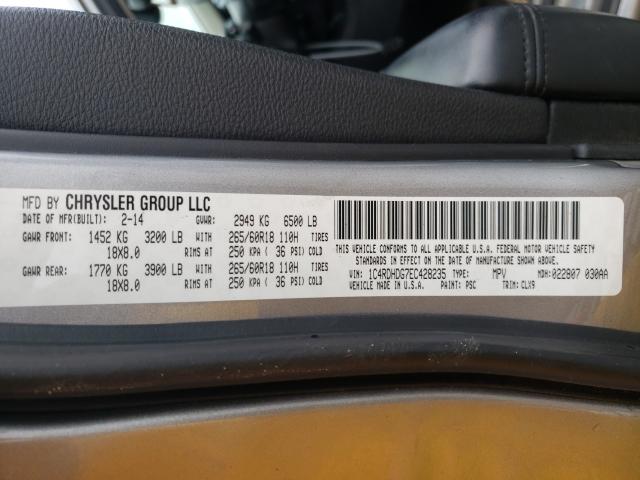 MFD BY CHRYSLER GROUP LLC
DATE OF MFR(BUILT): 2-14 GVWR: 2949 KG 6500 LB
GAWR FRONT: 1452 KG 3200 LB WITH 265/60R18 110H TIRES
18X8.0 RIMS AT 250 KPA ( 36 PSI) COLD
GAWR REAR: 1770 KG 3900 LB WITH 265/60R18 110H TIRES
18X8.0 RIMS AT 250 KPA ( 36 PSI) COLD
THIS VEHICLE CONFORMS TO ALL APPLICABLE U.S.A. FEDERAL MOTOR VEHICLE SAFETY
STANDARDS IN EFFECT ON THE DATE OF MANUFACTURE SHOWN ABOVE.
VIN: 1C4RDHDG7EC428235 TYPE: MPV MDH: 022807 030AA
VEHICLE MADE IN U.S.A. PAINT: PSC TRIM: CLX9